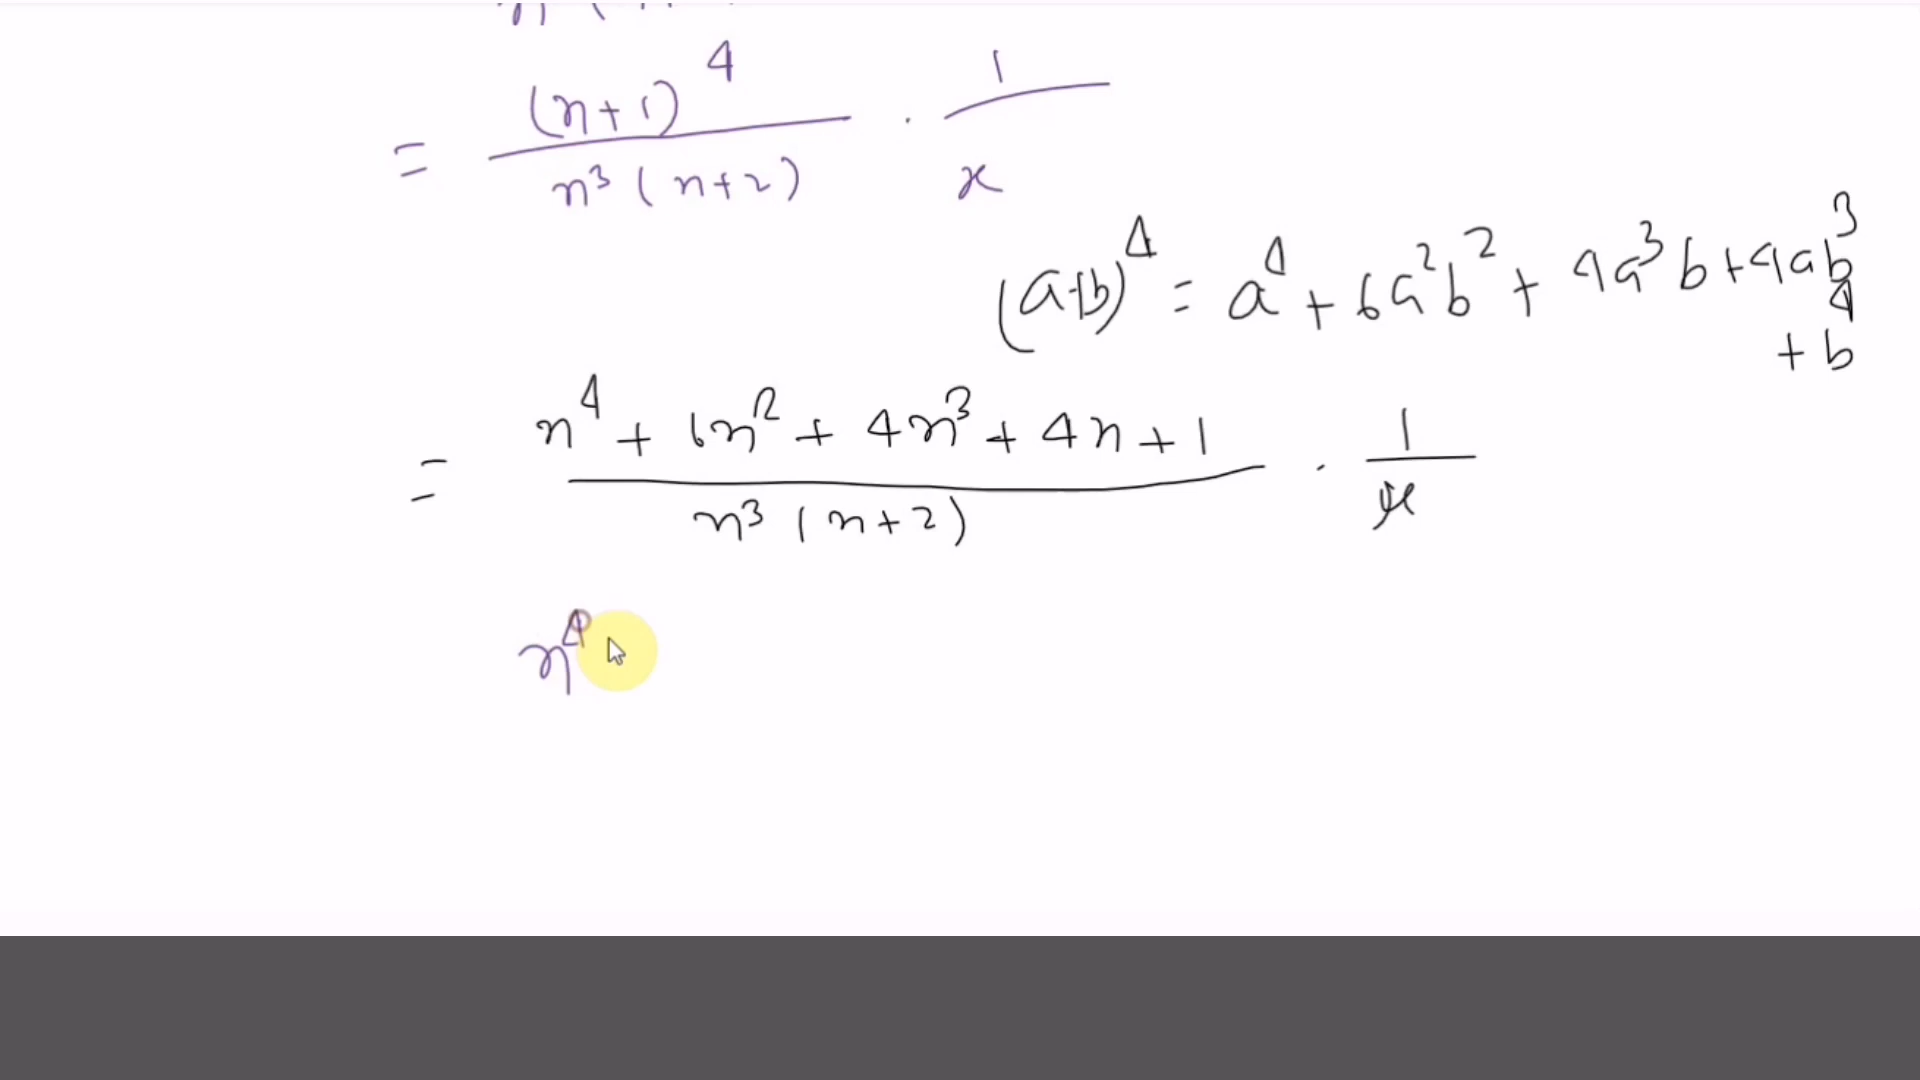 = (n+1)^4 / n^3 (n+2) · 1 / x
(a+b)^4 = a^4 + 6a^2b^2 + 4a^3b + 4ab^3 + b^4
= n^4 + 6n^2 + 4n^3 + 4n + 1 / n^3 (n+2) · 1 / x
n^4